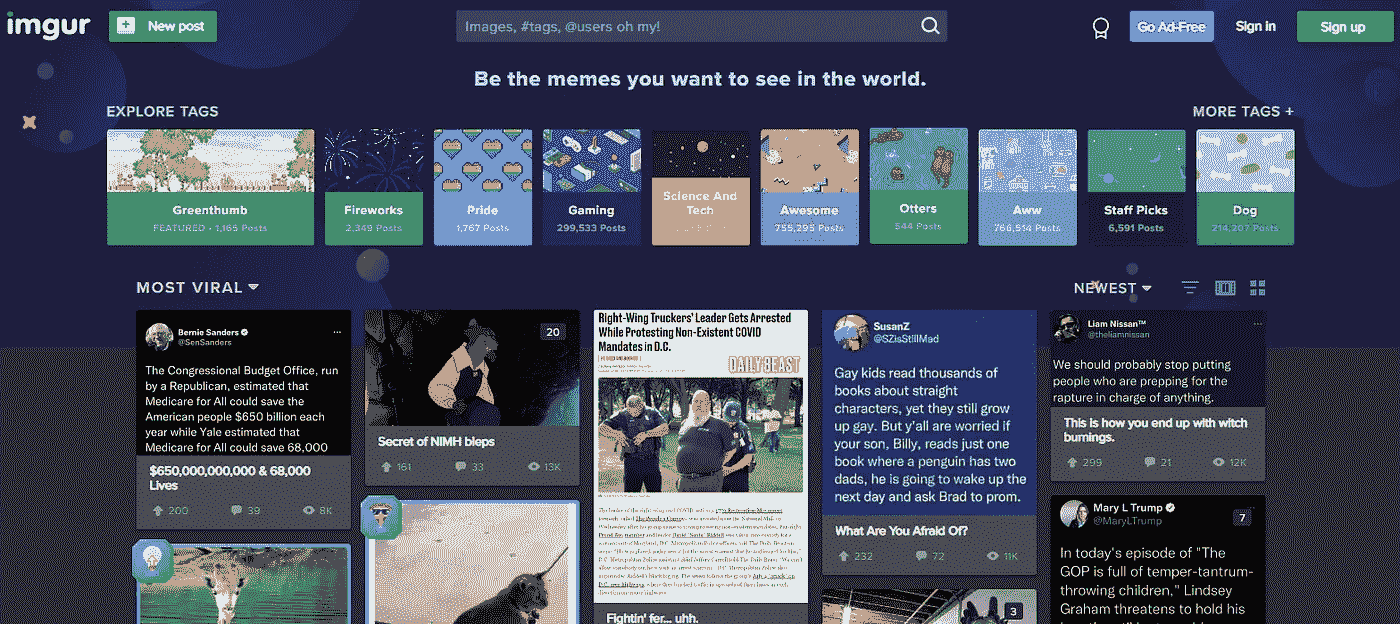 imgur
New post
Images, #tags, @users oh my!
Go Ad-Free
Sign in
Sign up
Be the memes you want to see in the world.
EXPLORE TAGS
MORE TAGS +
Greenthumb
FEATURED • 1,165 Posts
Fireworks
2,349 Posts
Pride
1,767 Posts
Gaming
299,533 Posts
Science And
Tech
Awesome
755,295 Posts
Otters
544 Posts
Aww
766,514 Posts
Staff Picks
6,591 Posts
Dog
214,207 Posts
MOST VIRAL
NEWEST
Bernie Sanders
@SenSanders
The Congressional Budget Office, run
by a Republican, estimated that
Medicare for All could save the
American people $650 billion each
year while Yale estimated that
Medicare for All could save 68,000
$650,000,000,000 & 68,000
Lives
200 39 8K
20
Secret of NIMH bleps
161 33 13K
Right-Wing Truckers' Leader Gets Arrested
While Protesting Non-Existent COVID
Mandates in D.C.
DAILY BEAST
Fightin' fer... uhh.
SusanZ
@SZisStillMad
Gay kids read thousands of
books about straight
characters, yet they still grow
up gay. But y'all are worried if
your son, Billy, reads just one
book where a penguin has two
dads, he is going to wake up the
next day and ask Brad to prom.
What Are You Afraid Of?
232 72 11K
3
Liam Nissan™
@theliamnissan
We should probably stop putting
people who are prepping for the
rapture in charge of anything.
This is how you end up with witch
burnings.
299 21 12K
Mary L Trump
@MaryLTrump
7
In today's episode of "The
GOP is full of temper-tantrum-
throwing children," Lindsey
Graham threatens to hold his